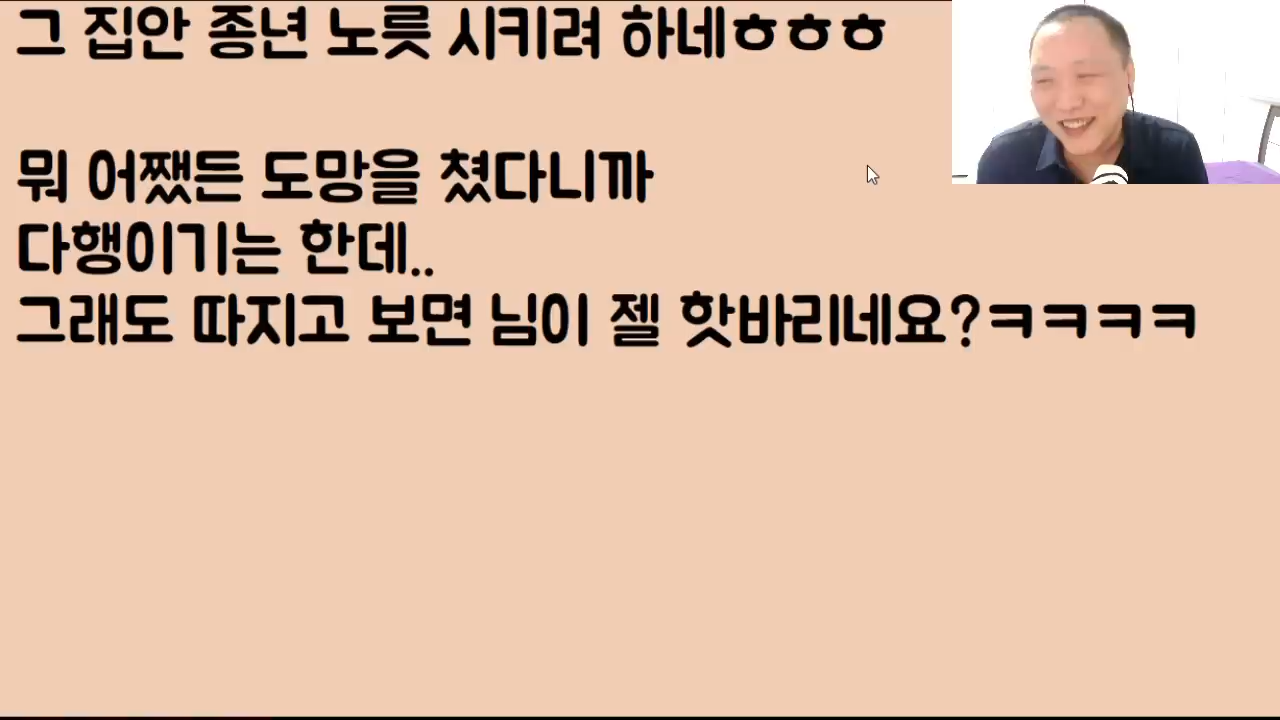 그 집안 종년 노릇 시키려 하네ㅎㅎㅎ
뭐 어쨌든 도망을 쳤다니까
다행이기는 한데..
그래도 따지고 보면 님이 젤 핫바리네요?ㅋㅋㅋㅋ